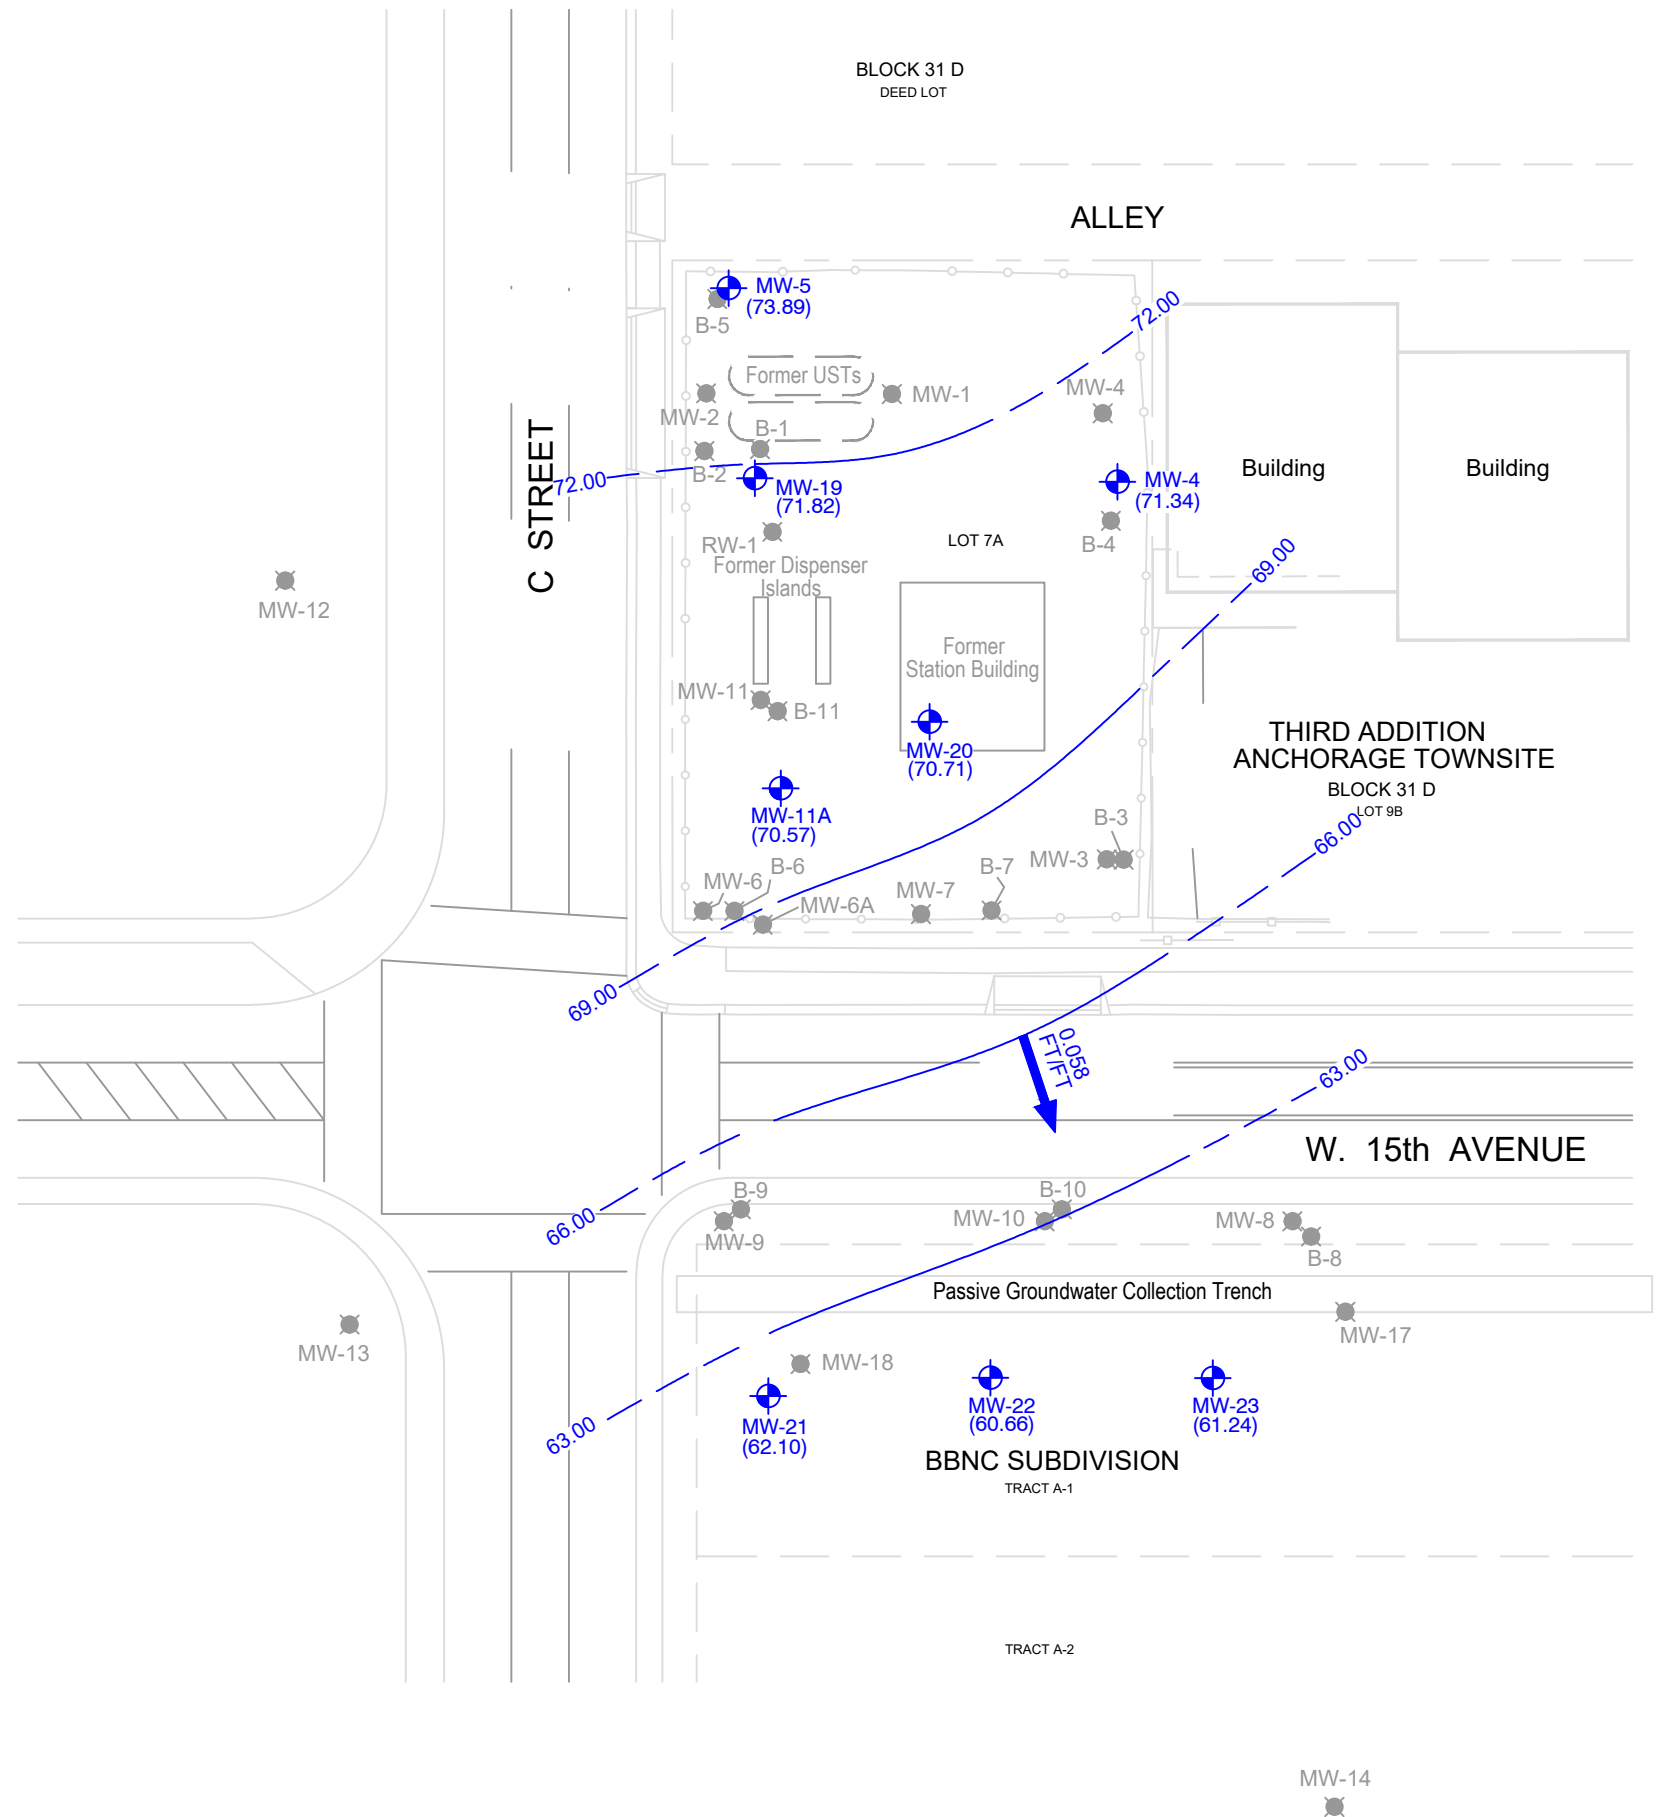 BLOCK 31 D
DEED LOT
ALLEY
MW-5
(73.89)
B-5
72.00
Former USTs
MW-1
MW-4
MW-2
B-1
B-2
72.00
MW-19
(71.82)
MW-4
(71.34)
Building
Building
C STREET
RW-1
LOT 7A
B-4
69.00
Former Dispenser
Islands
MW-12
Former
Station Building
MW-11
B-11
MW-20
(70.71)
THIRD ADDITION
ANCHORAGE TOWNSITE
BLOCK 31 D
LOT 9B
MW-11A
(70.57)
66.00
B-3
MW-3
B-6
MW-6
MW-6A
MW-7
B-7
69.00
0.058
FT/FT
63.00
W. 15th AVENUE
B-9
MW-9
66.00
B-10
MW-10
MW-8
B-8
Passive Groundwater Collection Trench
MW-17
MW-13
MW-18
63.00
MW-21
(62.10)
MW-22
(60.66)
MW-23
(61.24)
BBNC SUBDIVISION
TRACT A-1
TRACT A-2
MW-14